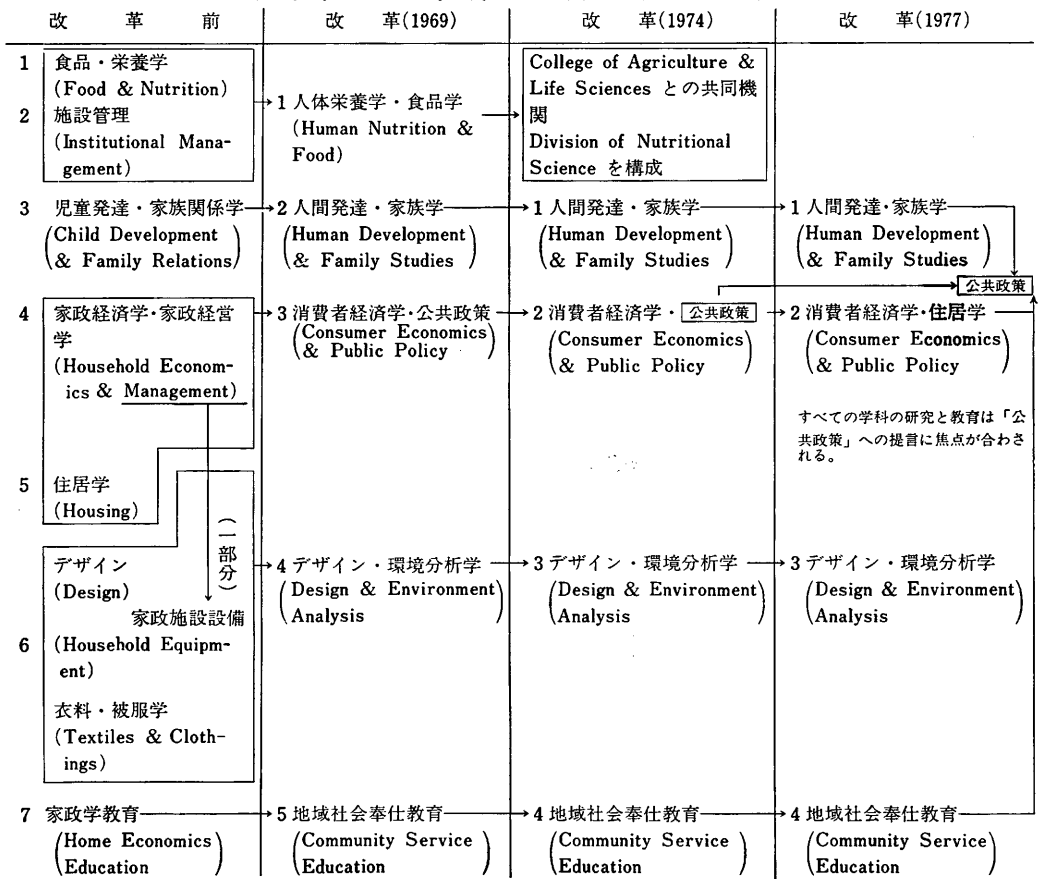 改 革 前
1 食品・栄養学
(Food & Nutrition)
2 施設管理
(Institutional Mana-
gement)
3 児童発達・家族関係学
(Child Development
& Family Relations)
4 家政経済学・家政経営
学
(Household Econom-
ics & Management)
5 住居学
(Housing)
(一部分)
デザイン
(Design)
家政施設設備
6 (Household Equipm-
ent)
衣料・被服学
(Textiles & Cloth-
ings)
7 家政学教育
(Home Economics
Education)
改 革(1969)
1 人体栄養学・食品学
(Human Nutrition &
Food)
2 人間発達・家族学
(Human Development
& Family Studies)
3 消費者経済学・公共政策
(Consumer Economics
& Public Policy)
4 デザイン・環境分析学
(Design & Environment
Analysis)
5 地域社会奉仕教育
(Community Service
Education)
改 革(1974)
College of Agriculture &
Life Sciences との共同機
関
Division of Nutritional
Science を構成
1 人間発達・家族学
(Human Development
& Family Studies)
2 消費者経済学・公共政策
(Consumer Economics
& Public Policy)
3 デザイン・環境分析学
(Design & Environment
Analysis)
4 地域社会奉仕教育
(Community Service
Education)
改 革(1977)
1 人間発達・家族学
(Human Development
& Family Studies)
公共政策
2 消費者経済学・住居学
(Consumer Economics
& Public Policy)
すべての学科の研究と教育は「公
共政策」への提言に焦点が合わさ
れる。
3 デザイン・環境分析学
(Design & Environment
Analysis)
4 地域社会奉仕教育
(Community Service
Education)